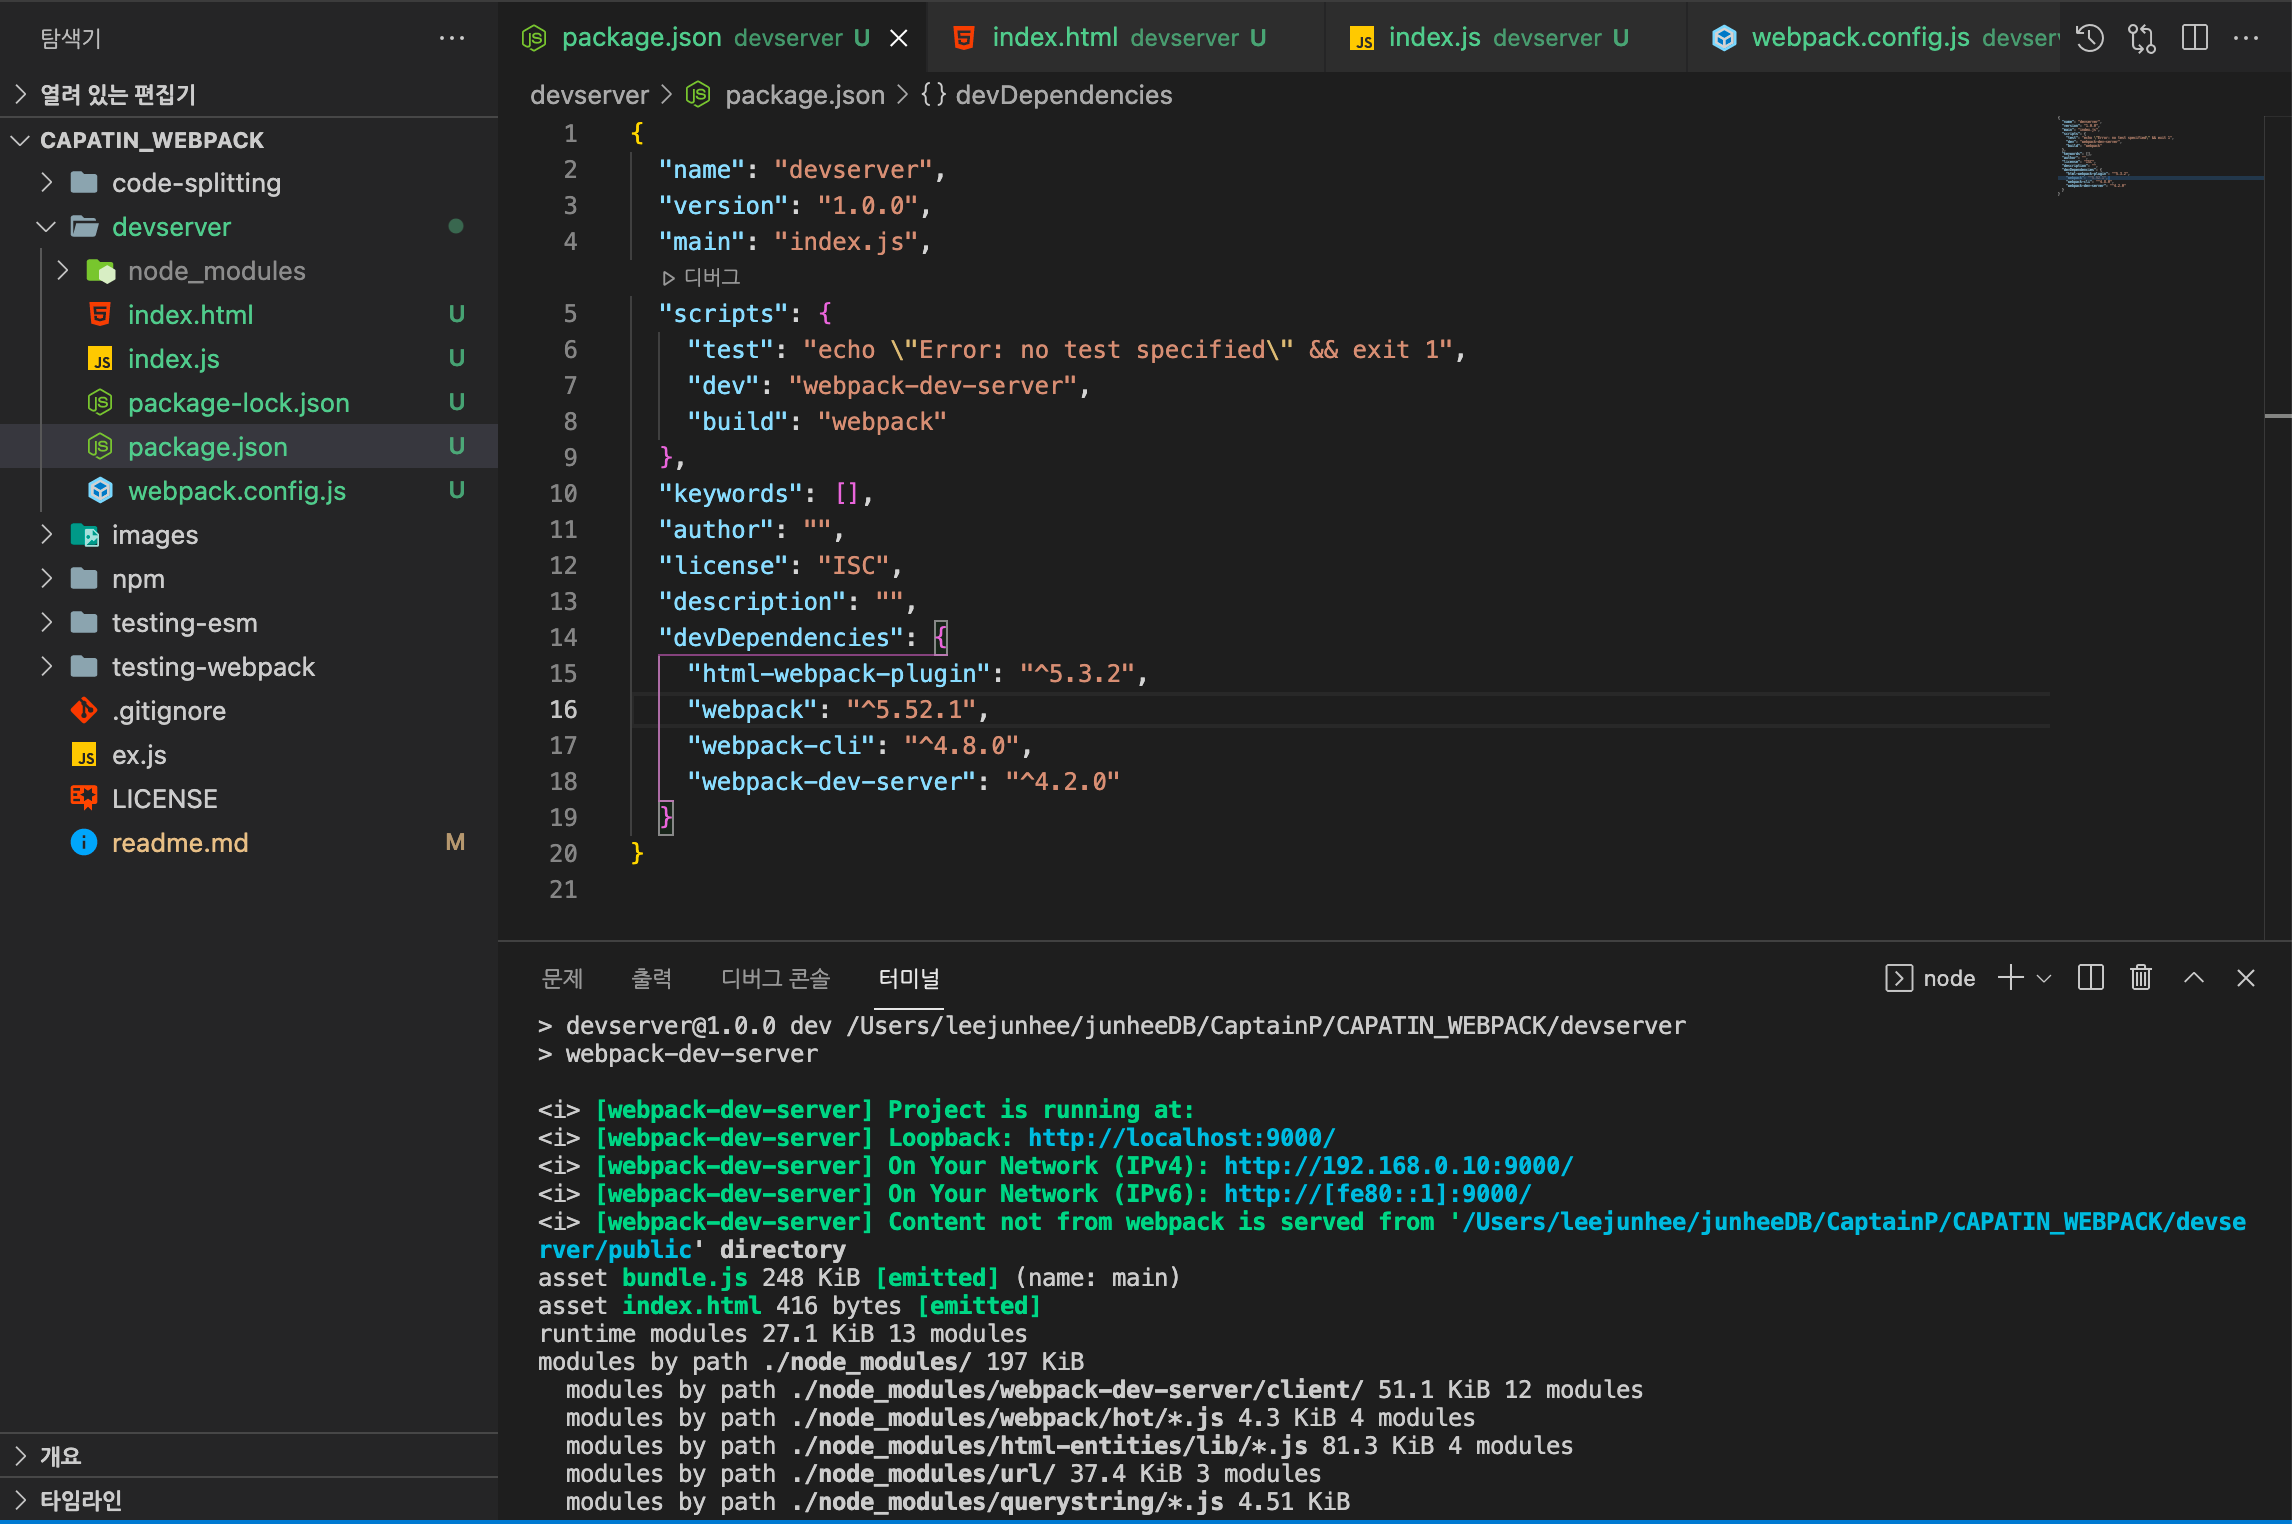 탐색기
열려 있는 편집기
CAPATIN_WEBPACK
code-splitting
devserver
node_modules
index.html U
index.js U
package-lock.json U
package.json U
webpack.config.js U
images
npm
testing-esm
testing-webpack
.gitignore
ex.js
LICENSE
readme.md M
개요
타임라인
package.json devserver U
index.html devserver U
index.js devserver U
webpack.config.js devser
devserver > package.json > {} devDependencies
1 {
2 "name": "devserver",
3 "version": "1.0.0",
4 "main": "index.js",
디버그
5 "scripts": {
6 "test": "echo \"Error: no test specified\" && exit 1",
7 "dev": "webpack-dev-server",
8 "build": "webpack"
9 },
10 "keywords": [],
11 "author": "",
12 "license": "ISC",
13 "description": "",
14 "devDependencies": {
15 "html-webpack-plugin": "^5.3.2",
16 "webpack": "^5.52.1",
17 "webpack-cli": "^4.8.0",
18 "webpack-dev-server": "^4.2.0"
19 }
20 }
21
문제 출력 디버그 콘솔 터미널 node
> devserver@1.0.0 dev /Users/leejunhee/junheeDB/CaptainP/CAPATIN_WEBPACK/devserver
> webpack-dev-server
<i> [webpack-dev-server] Project is running at:
<i> [webpack-dev-server] Loopback: http://localhost:9000/
<i> [webpack-dev-server] On Your Network (IPv4): http://192.168.0.10:9000/
<i> [webpack-dev-server] On Your Network (IPv6): http://[fe80::1]:9000/
<i> [webpack-dev-server] Content not from webpack is served from '/Users/leejunhee/junheeDB/CaptainP/CAPATIN_WEBPACK/devse
rver/public' directory
asset bundle.js 248 KiB [emitted] (name: main)
asset index.html 416 bytes [emitted]
runtime modules 27.1 KiB 13 modules
modules by path ./node_modules/ 197 KiB
modules by path ./node_modules/webpack-dev-server/client/ 51.1 KiB 12 modules
modules by path ./node_modules/webpack/hot/*.js 4.3 KiB 4 modules
modules by path ./node_modules/html-entities/lib/*.js 81.3 KiB 4 modules
modules by path ./node_modules/url/ 37.4 KiB 3 modules
modules by path ./node_modules/querystring/*.js 4.51 KiB